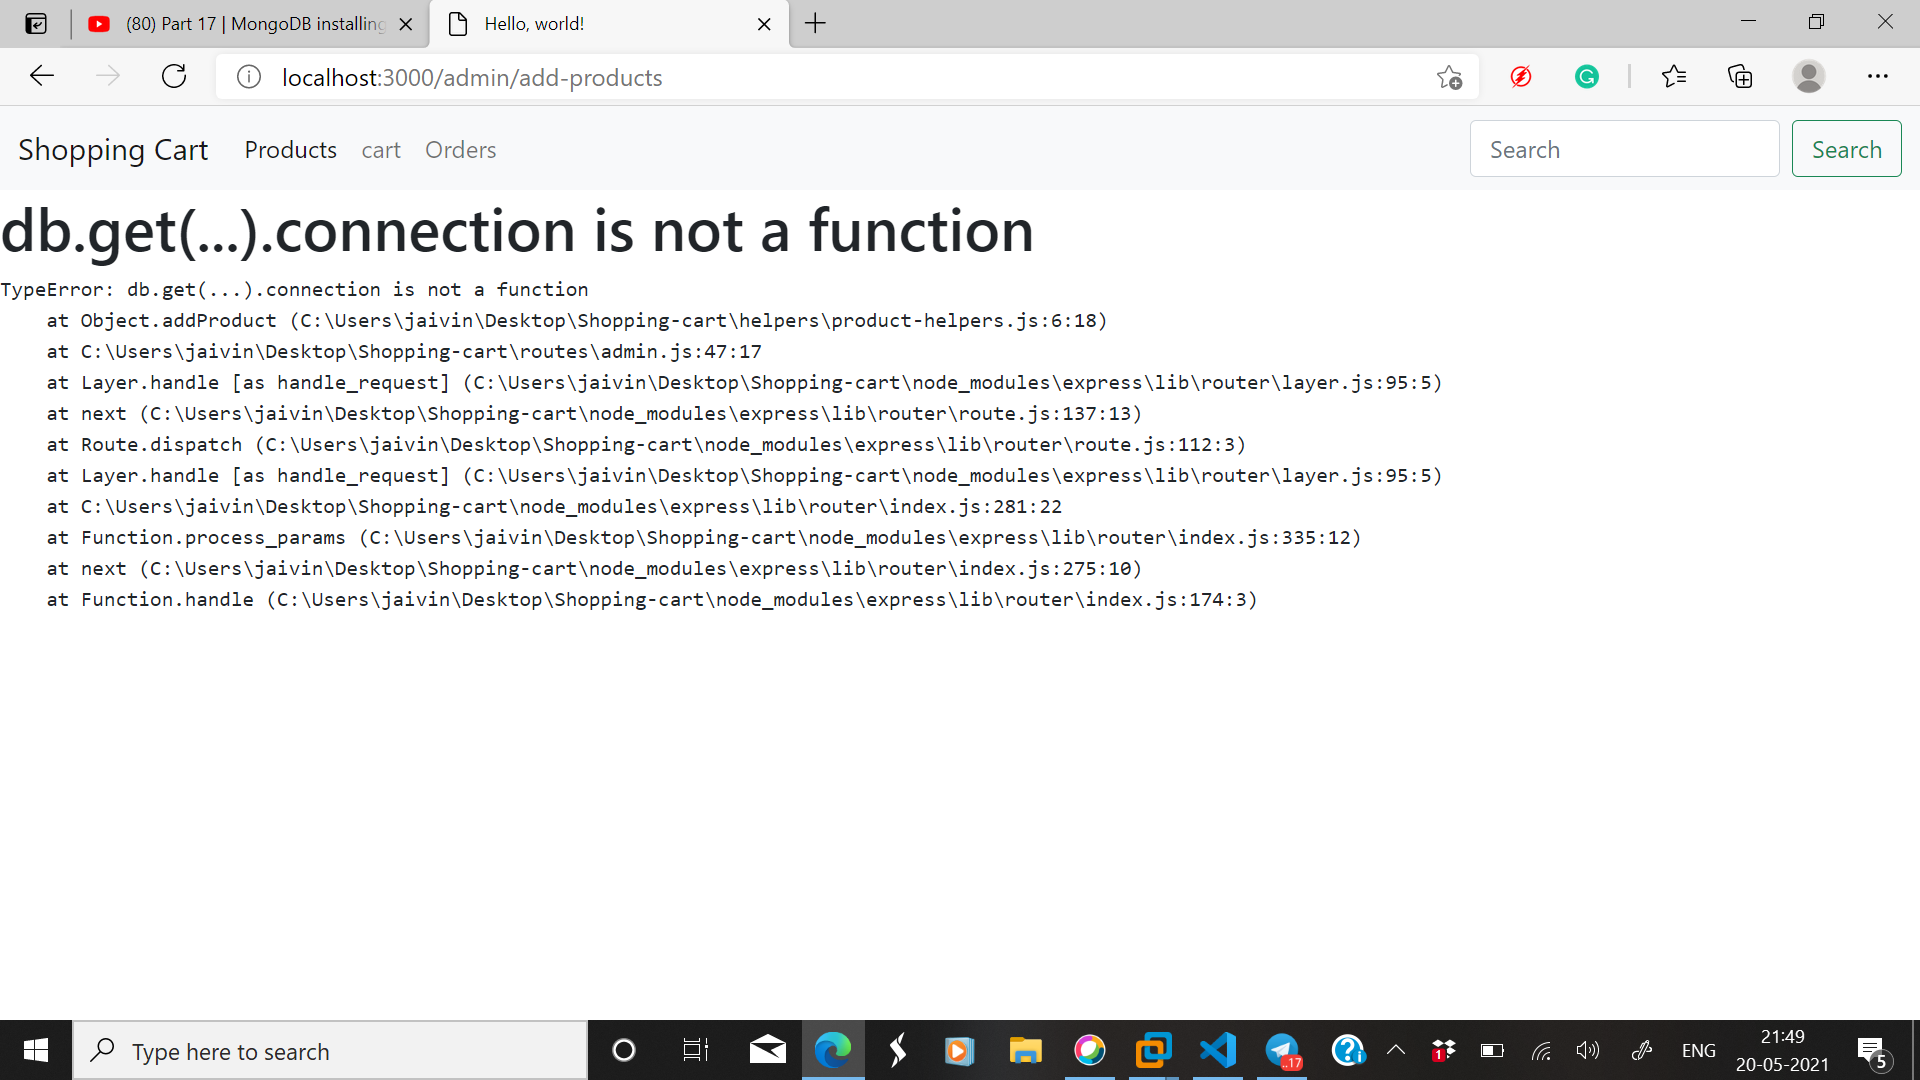 (80) Part 17 | MongoDB installing
Hello, world!
localhost:3000/admin/add-products
Shopping Cart Products cart Orders Search Search
db.get(...).connection is not a function
TypeError: db.get(...).connection is not a function
    at Object.addProduct (C:\Users\jaivin\Desktop\Shopping-cart\helpers\product-helpers.js:6:18)
    at C:\Users\jaivin\Desktop\Shopping-cart\routes\admin.js:47:17
    at Layer.handle [as handle_request] (C:\Users\jaivin\Desktop\Shopping-cart\node_modules\express\lib\router\layer.js:95:5)
    at next (C:\Users\jaivin\Desktop\Shopping-cart\node_modules\express\lib\router\route.js:137:13)
    at Route.dispatch (C:\Users\jaivin\Desktop\Shopping-cart\node_modules\express\lib\router\route.js:112:3)
    at Layer.handle [as handle_request] (C:\Users\jaivin\Desktop\Shopping-cart\node_modules\express\lib\router\layer.js:95:5)
    at C:\Users\jaivin\Desktop\Shopping-cart\node_modules\express\lib\router\index.js:281:22
    at Function.process_params (C:\Users\jaivin\Desktop\Shopping-cart\node_modules\express\lib\router\index.js:335:12)
    at next (C:\Users\jaivin\Desktop\Shopping-cart\node_modules\express\lib\router\index.js:275:10)
    at Function.handle (C:\Users\jaivin\Desktop\Shopping-cart\node_modules\express\lib\router\index.js:174:3)
Type here to search
..17
1
ENG
21:49
20-05-2021
5